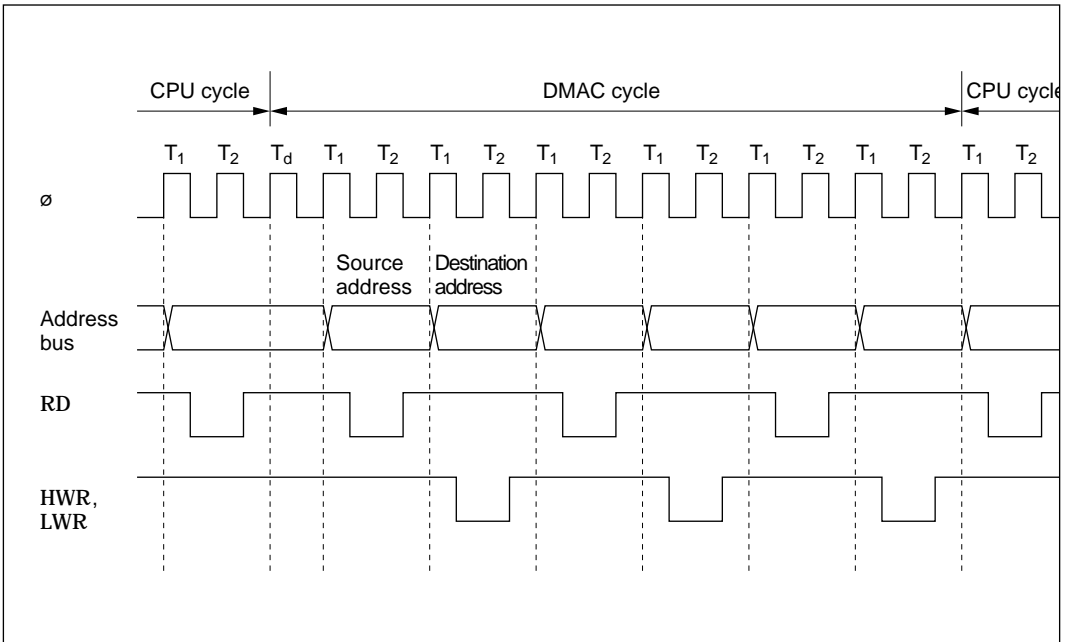 CPU cycle DMAC cycle CPU cycle
T1 T2 Td T1 T2 T1 T2 T1 T2 T1 T2 T1 T2 T1 T2 T1 T2
ø
Source address
Destination address
Address bus
RD
HWR,
LWR